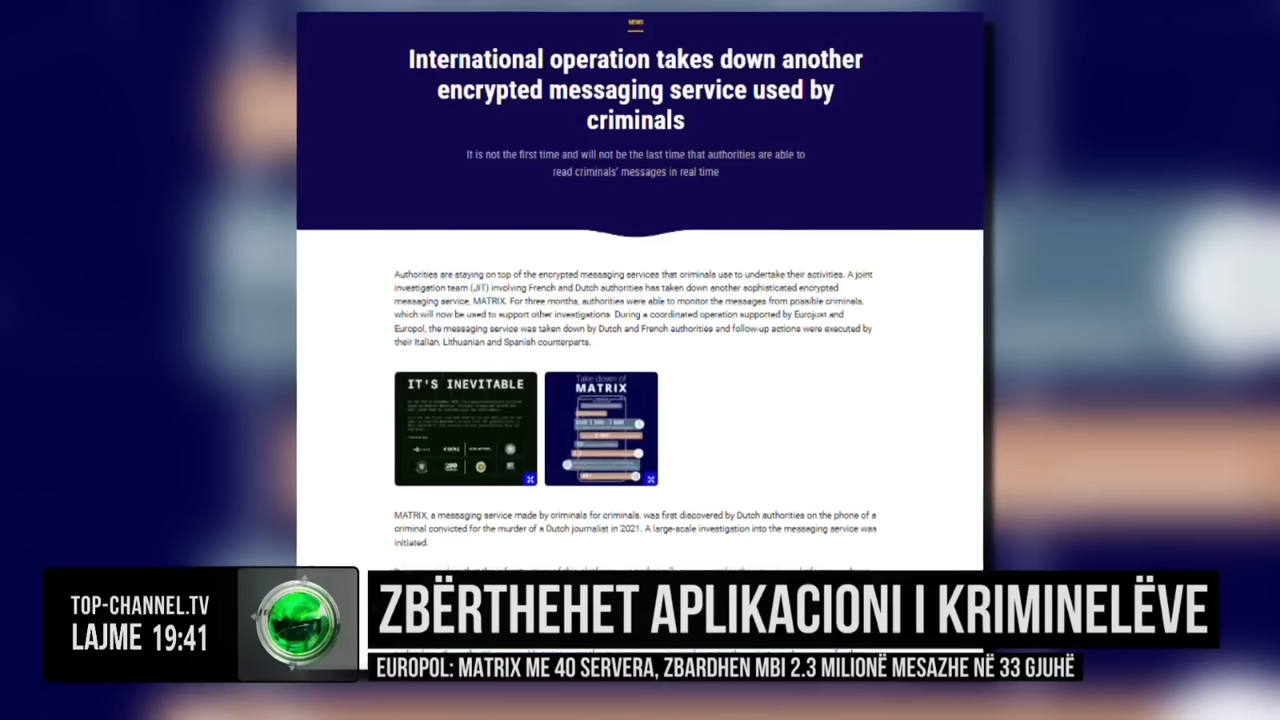 NEWS
International operation takes down another
encrypted messaging service used by
criminals
It is not the first time and will not be the last time that authorities are able to
read criminals' messages in real time
Authorities are staying on top of the encrypted messaging services that criminals use to undertake their activities. A joint
investigation team (JIT) involving French and Dutch authorities has taken down another sophisticated encrypted
messaging service, MATRIX. For three months, authorities were able to monitor the messages from possible criminals,
which will now be used to support other investigations. During a coordinated operation supported by Eurojust and
Europol, the messaging service was taken down by Dutch and French authorities and follow-up actions were executed by
their Italian, Lithuanian and Spanish counterparts.
IT'S INEVITABLE
Take down of
MATRIX
MATRIX, a messaging service made by criminals for criminals, was first discovered by Dutch authorities on the phone of a
criminal convicted for the murder of a Dutch journalist in 2021. A large-scale investigation into the messaging service was
initiated.
TOP-CHANNEL.TV
LAJME 19:41
ZBËRTHEHET APLIKACIONI I KRIMINELËVE
EUROPOL: MATRIX ME 40 SERVERA, ZBARDHEN MBI 2.3 MILIONË MESAZHE NË 33 GJUHË